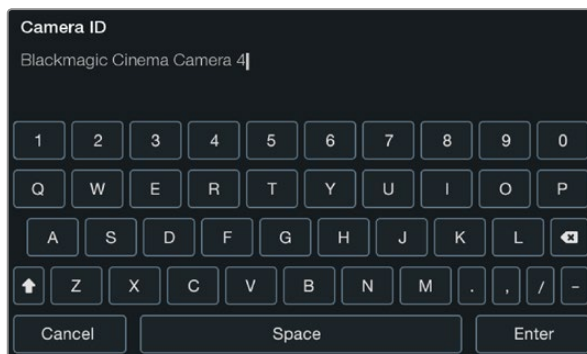 Camera ID
Blackmagic Cinema Camera 4
1 2 3 4 5 6 7 8 9 0
Q W E R T Y U I O P
A S D F G H J K L
Z X C V B N M . , / -
Cancel Space Enter